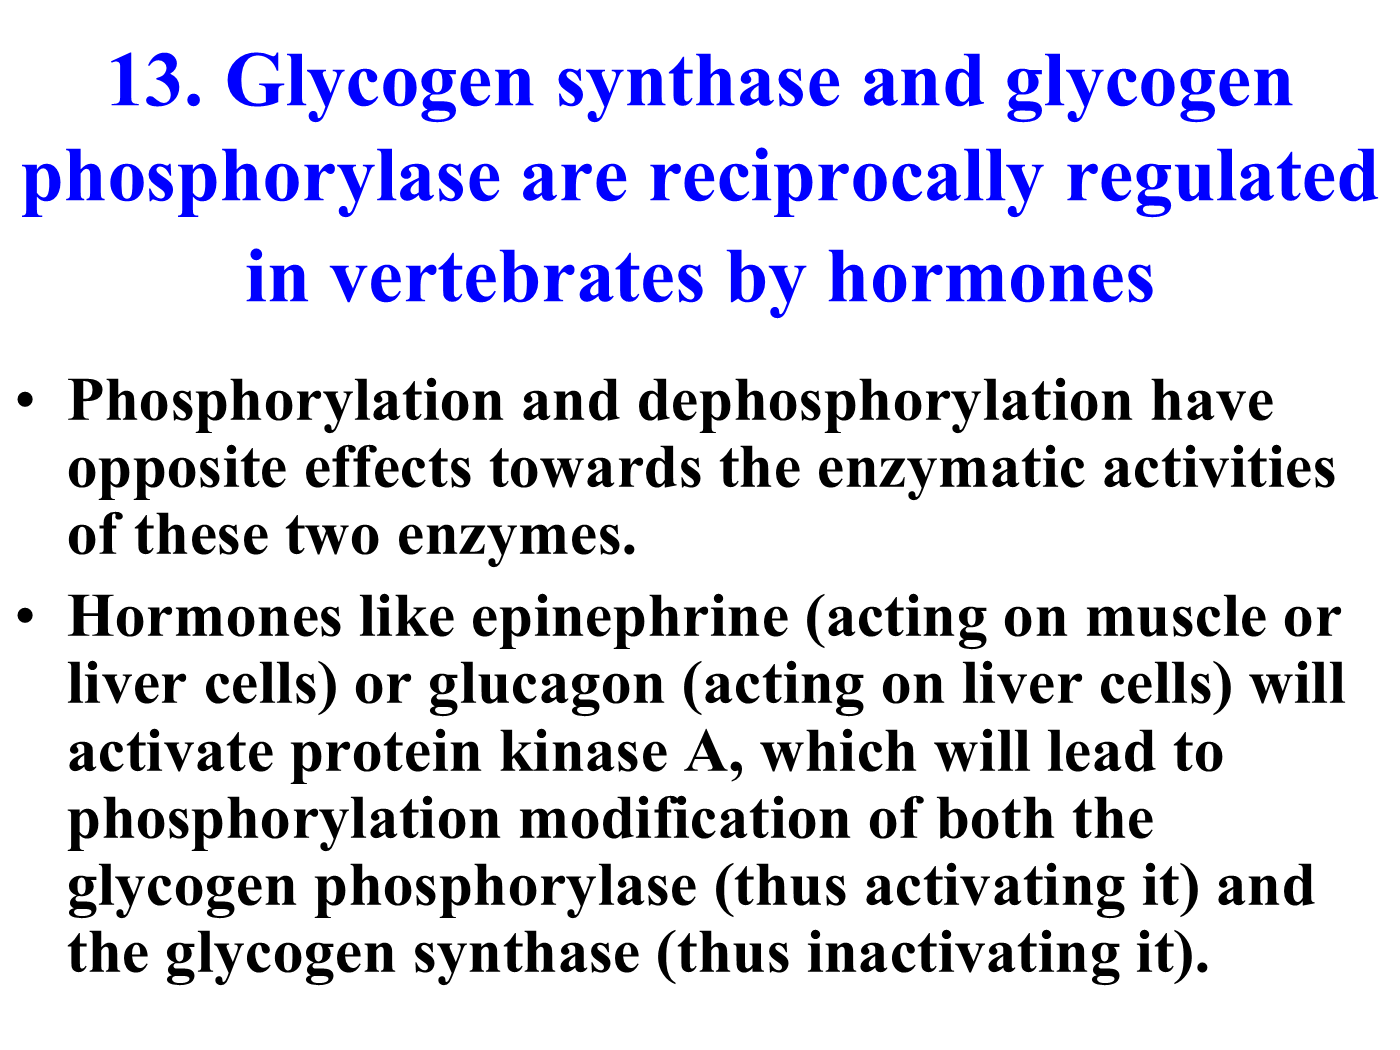 13. Glycogen synthase and glycogen
phosphorylase are reciprocally regulated
in vertebrates by hormones
• Phosphorylation and dephosphorylation have
opposite effects towards the enzymatic activities
of these two enzymes.
• Hormones like epinephrine (acting on muscle or
liver cells) or glucagon (acting on liver cells) will
activate protein kinase A, which will lead to
phosphorylation modification of both the
glycogen phosphorylase (thus activating it) and
the glycogen synthase (thus inactivating it).